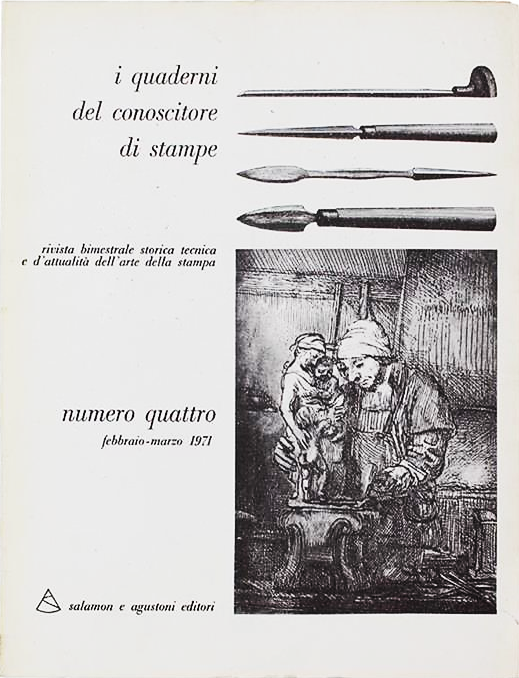 i quaderni
del conoscitore
di stampe
rivista bimestrale storica tecnica
e d'attualità dell'arte della stampa
numero quattro
febbraio-marzo 1971
salamon e agustoni editori